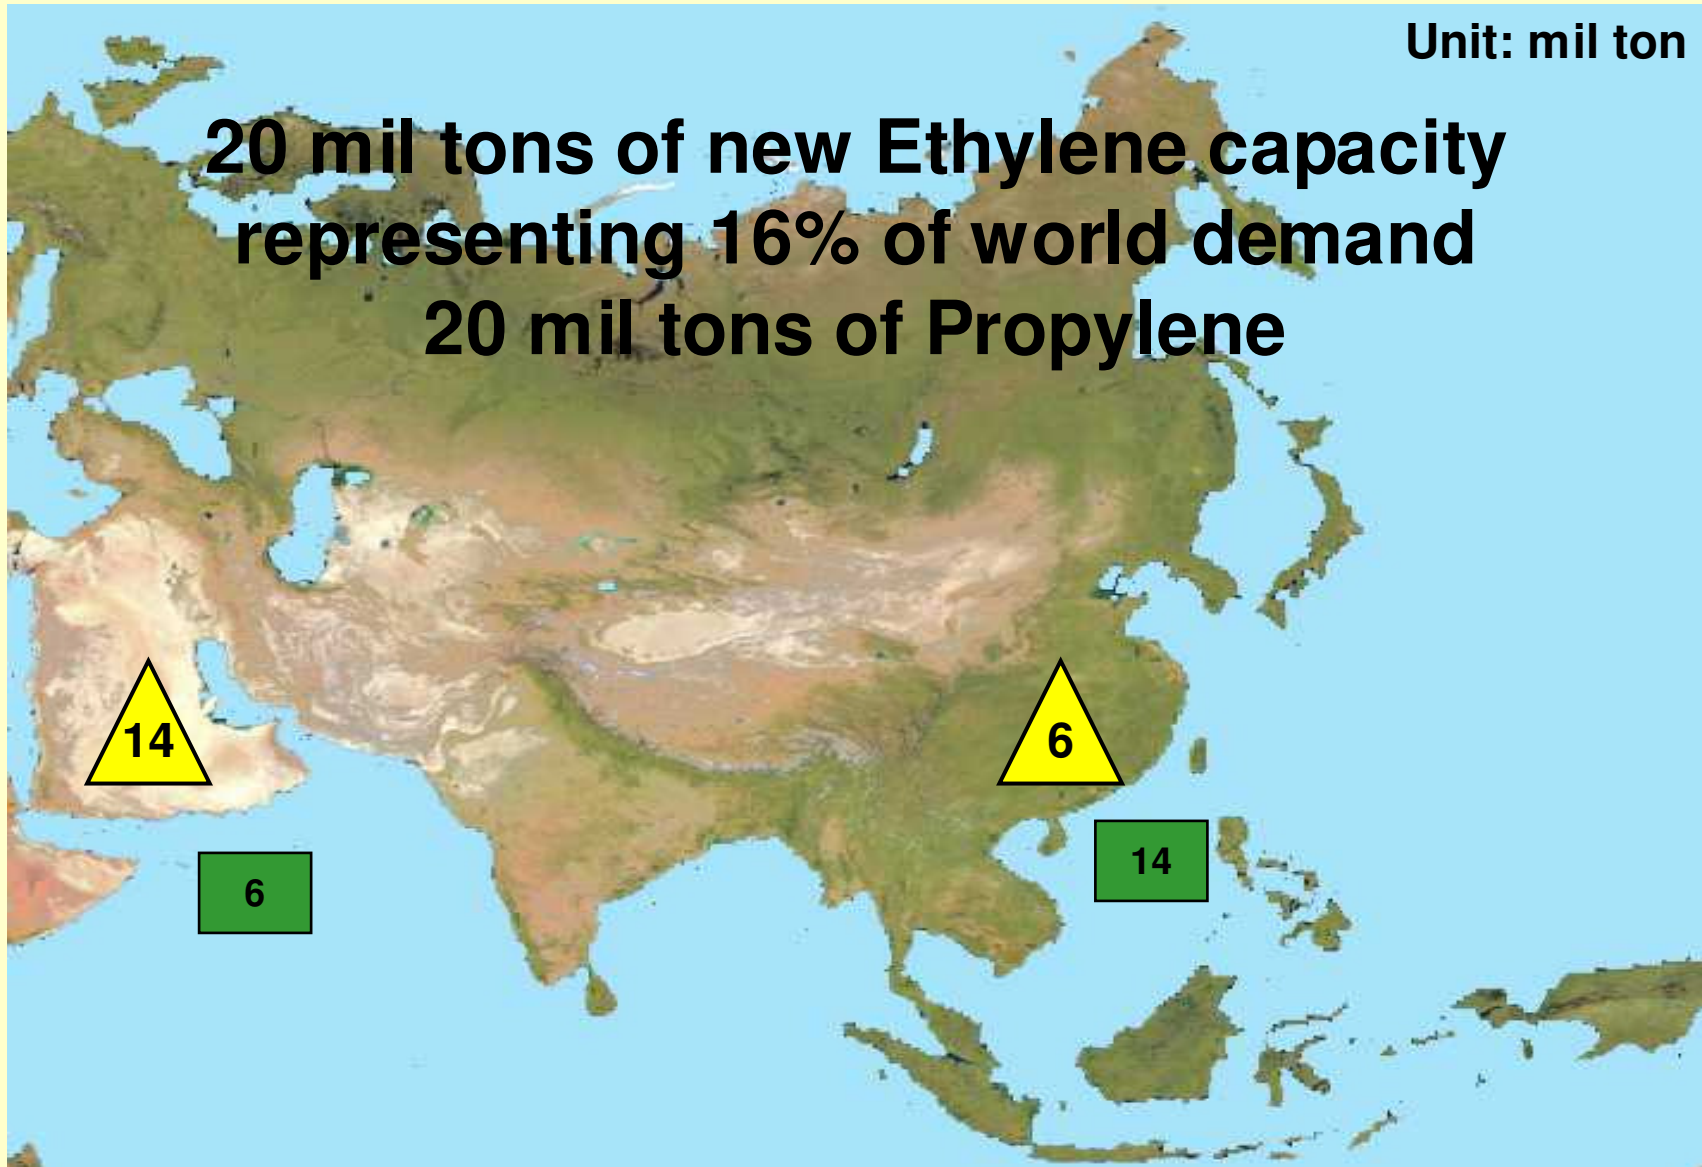 Unit: mil ton
20 mil tons of new Ethylene capacity
representing 16% of world demand
20 mil tons of Propylene
14
6
6
14